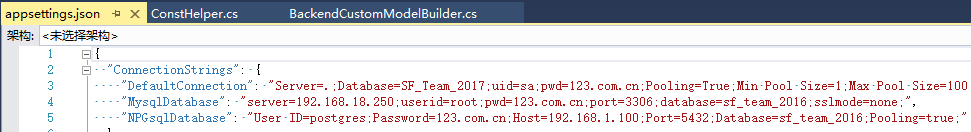 appsettings.json ConstHelper.cs BackendCustomModelBuilder.cs
架构: <未选择架构>
1 {
2 "ConnectionStrings": {
3 "DefaultConnection": "Server=.;Database=SF_Team_2017;uid=sa;pwd=123.com.cn;Pooling=True;Min Pool Size=1;Max Pool Size=100
4 "MysqlDatabase": "server=192.168.18.250;userid=root;pwd=123.com.cn;port=3306;database=sf_team_2016;sslmode=none;",
5 "NPGsqlDatabase": "User ID=postgres;Password=123.com.cn;Host=192.168.1.100;Port=5432;Database=sf_team_2016;Pooling=true;"